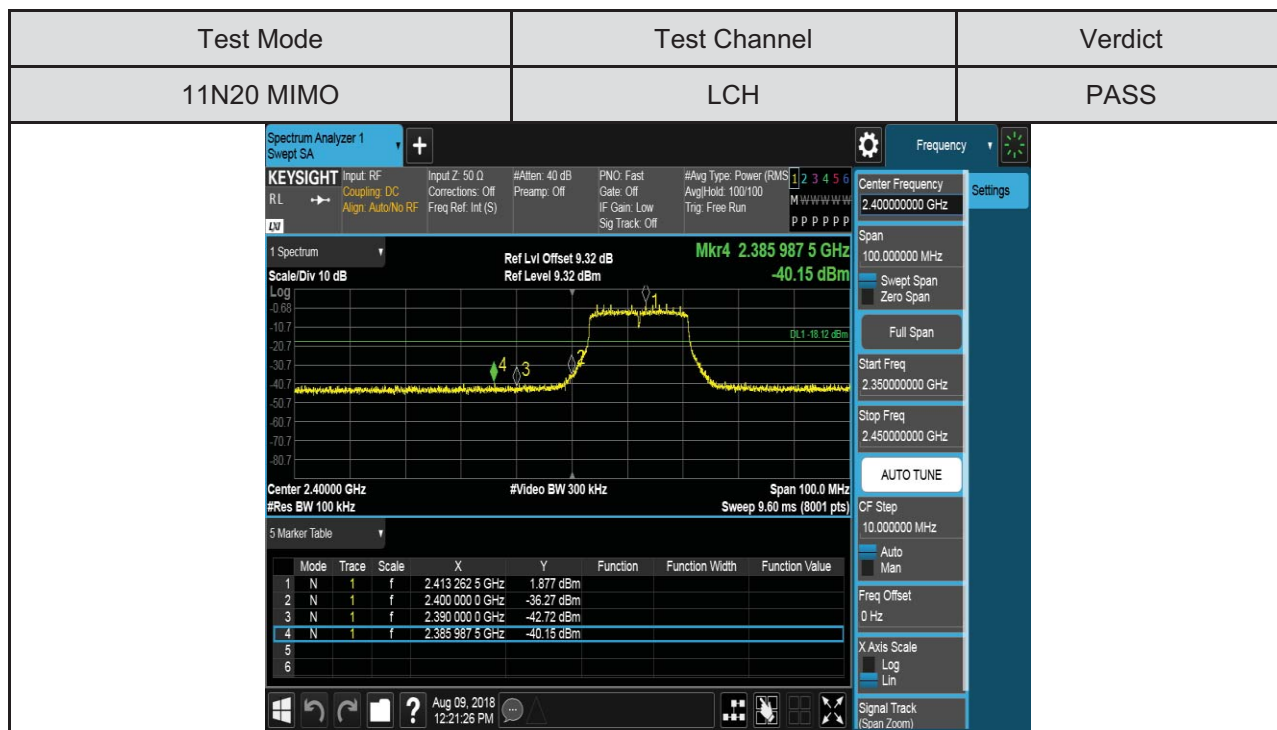 Test Mode Test Channel Verdict
11N20 MIMO LCH PASS
Spectrum Analyzer 1
Swept SA
+
Frequency
KEYSIGHT Input: RF Input Z: 50 Ω #Atten: 40 dB PNO: Fast #Avg Type: Power (RMS 1 2 3 4 5 6
RL Coupling: DC Corrections: Off Preamp: Off Gate: Off Avg|Hold: 100/100 M W W W W W
Align: Auto/No RF Freq Ref: Int (S) IF Gain: Low Trig: Free Run
LXI Sig Track: Off P P P P P P
1 Spectrum Ref Lvl Offset 9.32 dB Mkr4 2.385 987 5 GHz
Scale/Div 10 dB Ref Level 9.32 dBm -40.15 dBm
Log
-0.68
-10.7
-20.7
-30.7
-40.7
-50.7
-60.7
-70.7
-80.7
1
DL1 -18.12 dBm
4 3 2
Center 2.40000 GHz #Video BW 300 kHz Span 100.0 MHz
#Res BW 100 kHz Sweep 9.60 ms (8001 pts)
5 Marker Table
Mode Trace Scale X Y Function Function Width Function Value
1 N 1 f 2.413 262 5 GHz 1.877 dBm
2 N 1 f 2.400 000 0 GHz -36.27 dBm
3 N 1 f 2.390 000 0 GHz -42.72 dBm
4 N 1 f 2.385 987 5 GHz -40.15 dBm
5
6
? Aug 09, 2018
12:21:26 PM
Center Frequency
2.400000000 GHz
Settings
Span
100.000000 MHz
Swept Span
Zero Span
Full Span
Start Freq
2.350000000 GHz
Stop Freq
2.450000000 GHz
AUTO TUNE
CF Step
10.000000 MHz
Auto
Man
Freq Offset
0 Hz
X Axis Scale
Log
Lin
Signal Track
(Span Zoom)